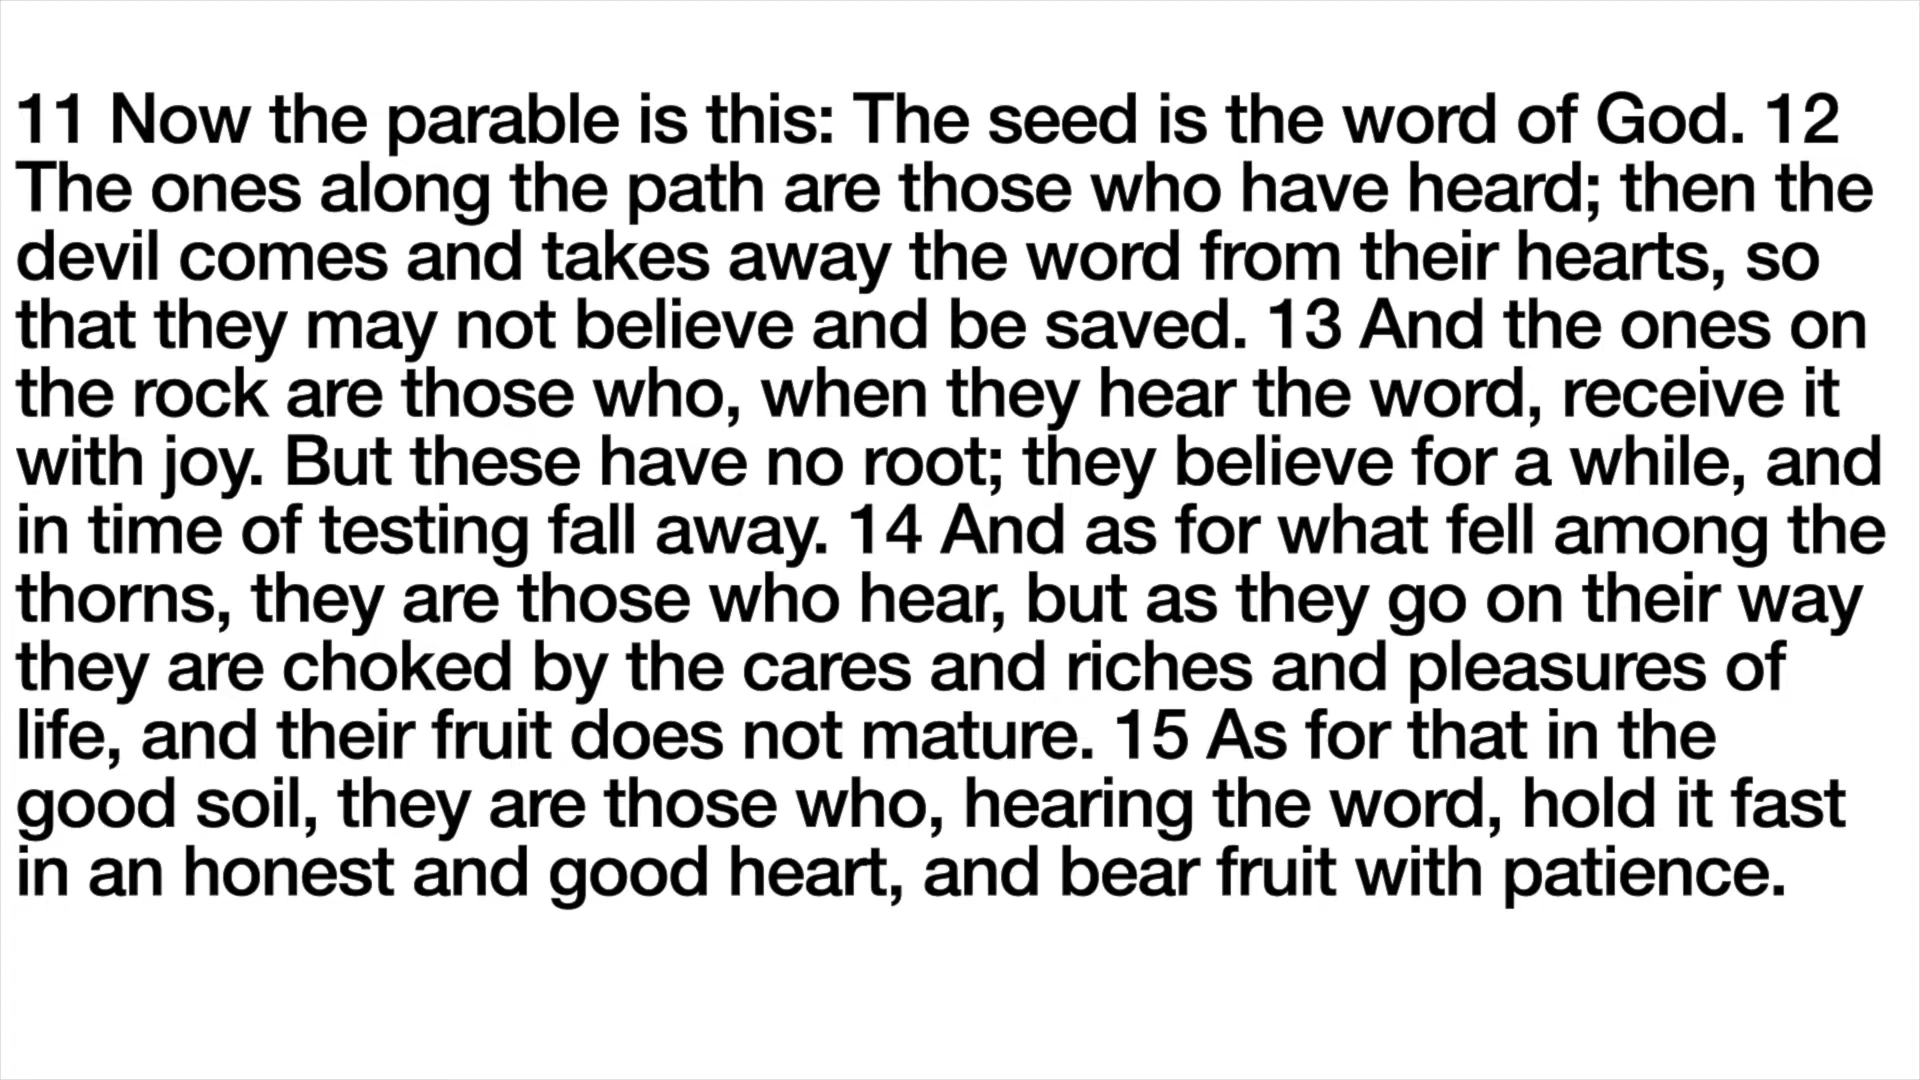 11 Now the parable is this: The seed is the word of God. 12
The ones along the path are those who have heard; then the
devil comes and takes away the word from their hearts, so
that they may not believe and be saved. 13 And the ones on
the rock are those who, when they hear the word, receive it
with joy. But these have no root; they believe for a while, and
in time of testing fall away. 14 And as for what fell among the
thorns, they are those who hear, but as they go on their way
they are choked by the cares and riches and pleasures of
life, and their fruit does not mature. 15 As for that in the
good soil, they are those who, hearing the word, hold it fast
in an honest and good heart, and bear fruit with patience.